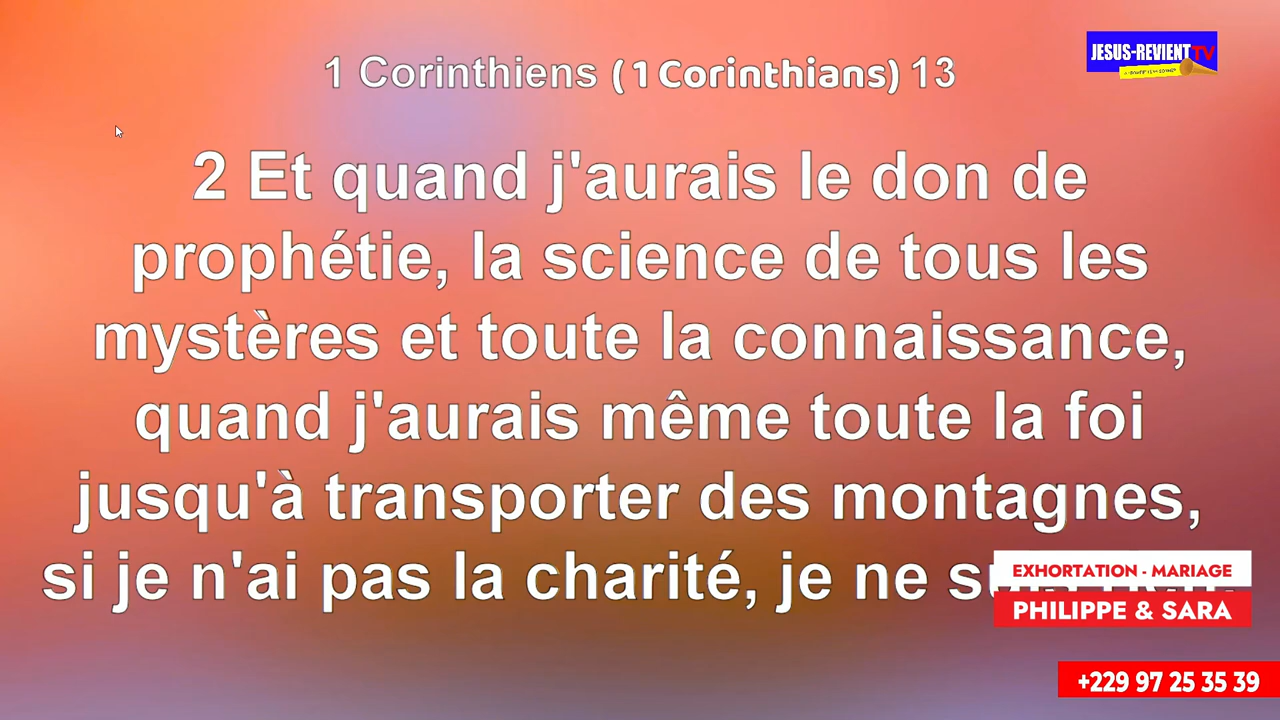 1 Corinthiens (1 Corinthians) 13
JESUS-REVIENT TV
2 Et quand j'aurais le don de
prophétie, la science de tous les
mystères et toute la connaissance,
quand j'aurais même toute la foi
jusqu'à transporter des montagnes,
si je n'ai pas la charité, je ne
EXHORTATION - MARIAGE
PHILIPPE & SARA
+229 97 25 35 39